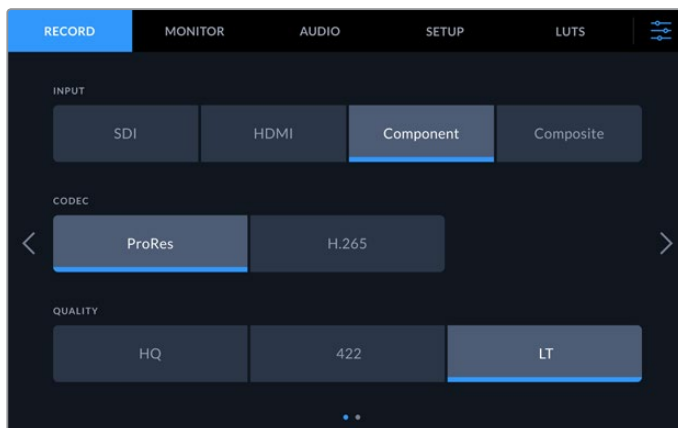 RECORD MONITOR AUDIO SETUP LUTS
INPUT
SDI HDMI Component Composite
CODEC
ProRes H.265
QUALITY
HQ 422 LT